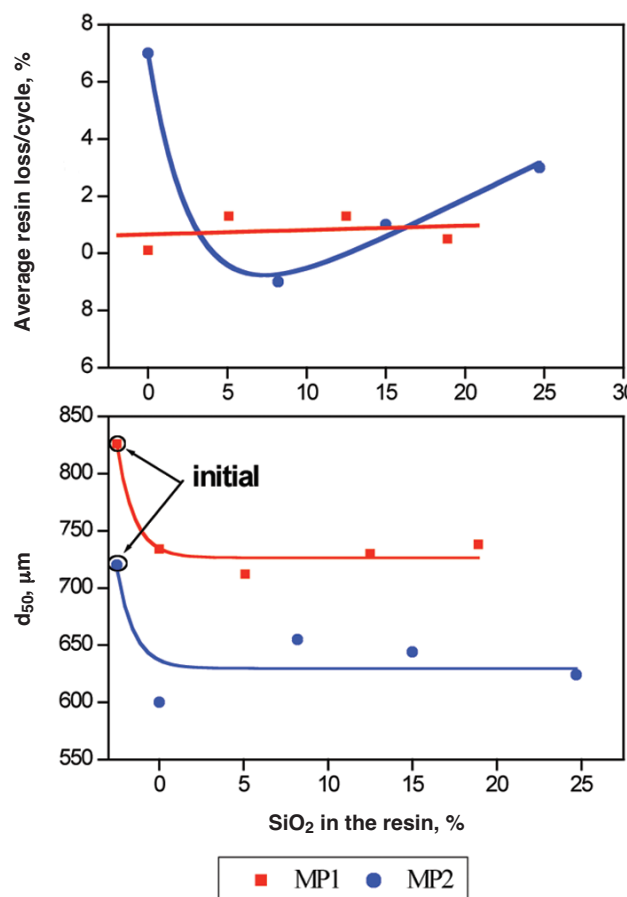 Average resin loss/cycle, %
8
6
4
2
0
8
6
0 5 10 15 20 25 30
d₅₀, μm
850
800
750
700
650
600
550
initial
0 5 10 15 20 25
SiO₂ in the resin, %
MP1 MP2